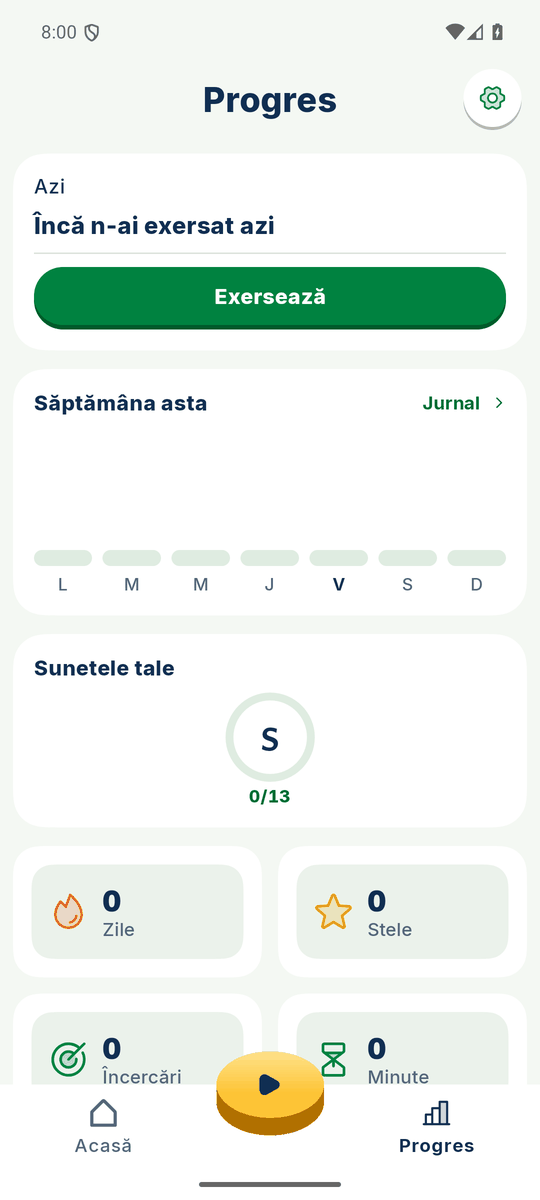 8:00
Progres
Azi
Încă n-ai exersat azi
Exersează
Săptămâna asta
Jurnal
L M M J V S D
Sunetele tale
S
0/13
0
Zile
0
Stele
0
Încercări
0
Minute
Acasă
Progres